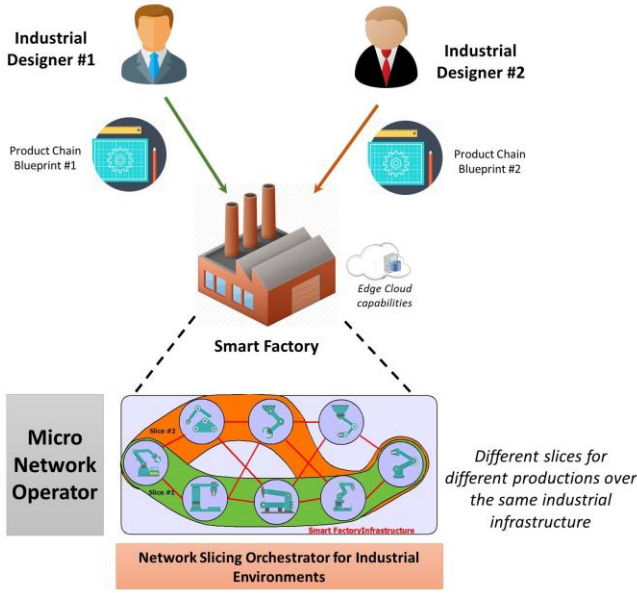 Industrial
Designer #1
Industrial
Designer #2
Product Chain
Blueprint #1
Product Chain
Blueprint #2
Edge Cloud
capabilities
Smart Factory
Micro
Network
Operator
Slice #2
Slice #1
Smart FactoryInfrastructure
Different slices for
different productions over
the same industrial
infrastructure
Network Slicing Orchestrator for Industrial
Environments